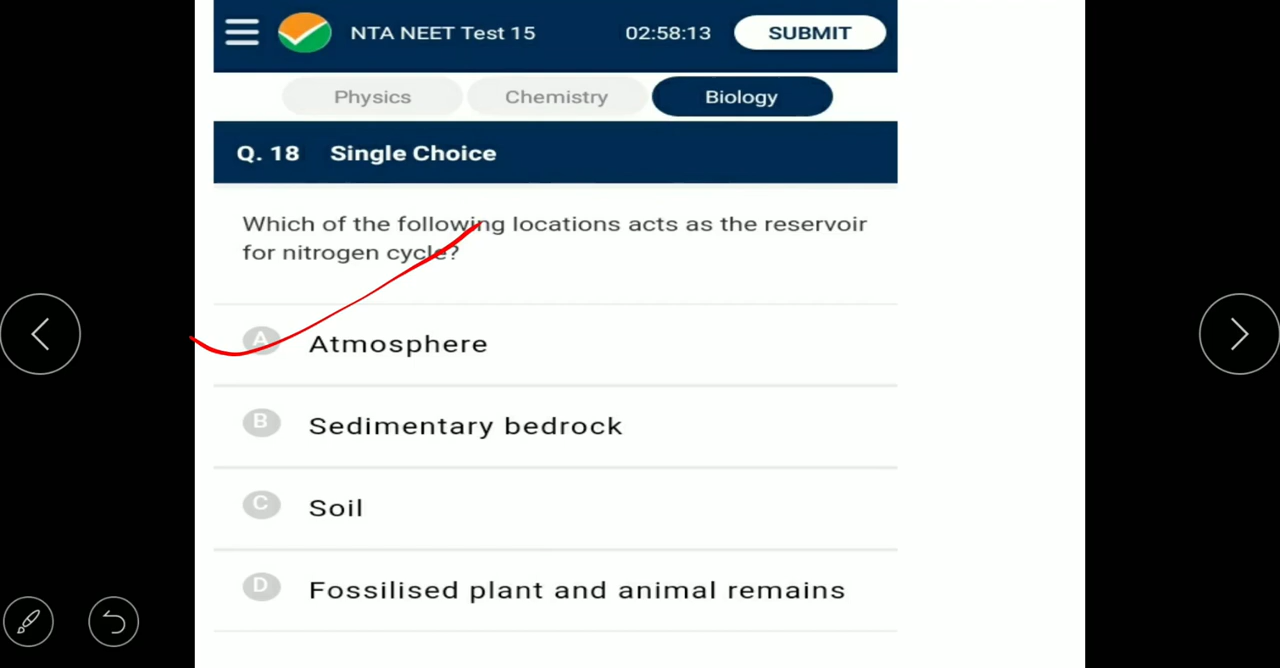 NTA NEET Test 15 02:58:13 SUBMIT
Physics Chemistry Biology
Q. 18 Single Choice
Which of the following locations acts as the reservoir
for nitrogen cycle?
A Atmosphere
B Sedimentary bedrock
C Soil
D Fossilised plant and animal remains